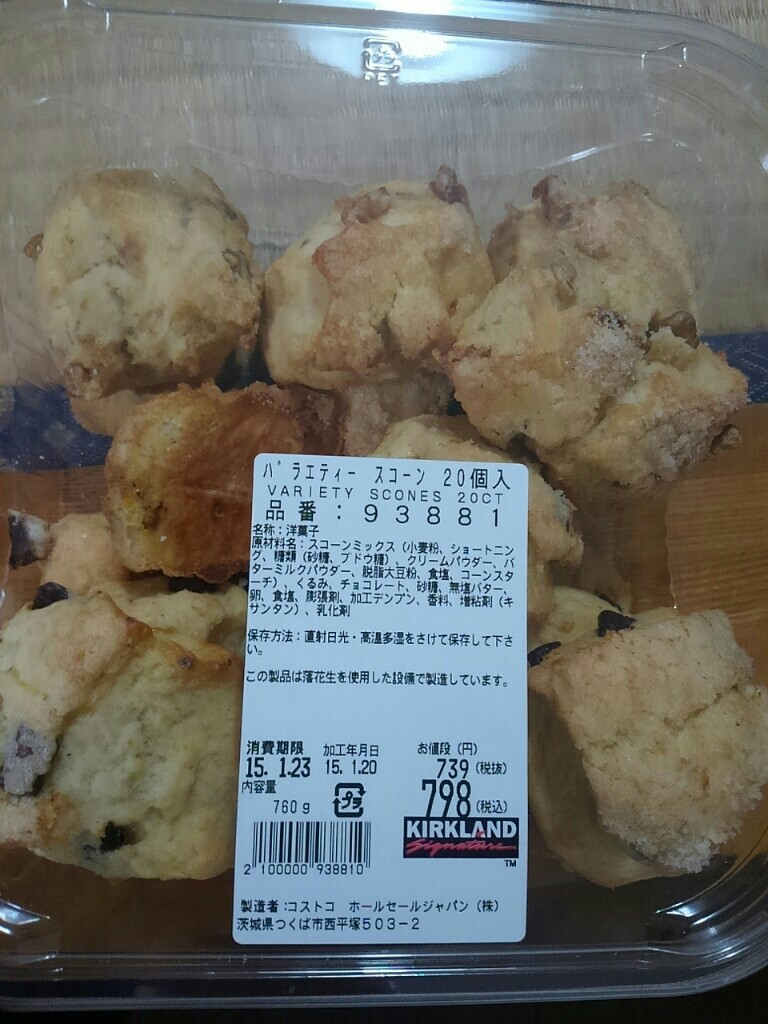 バラエティー スコーン 20個入
VARIETY SCONES 20CT
品番：93881
名称：洋菓子
原材料名：スコーンミックス（小麦粉、ショートニン
グ、糖類（砂糖、ブドウ糖）、クリームパウダー、バ
ターミルクパウダー、脱脂大豆粉、食塩、コーンスタ
ーチ）、くるみ、チョコレート、砂糖、無塩バター、
卵、食塩、膨張剤、加工デンプン、香料、増粘剤（キ
サンタン）、乳化剤
保存方法：直射日光・高温多湿をさけて保存して下さ
い。
この製品は落花生を使用した設備で製造しています。
消費期限 加工年月日 お値段（円）
15. 1.23 15. 1.20 739（税抜）
内容量 798（税込）
760g プラ
KIRKLAND
Signature TM
2 100000 938810
製造者：コストコ ホールセールジャパン（株）
茨城県つくば市西平塚503-2